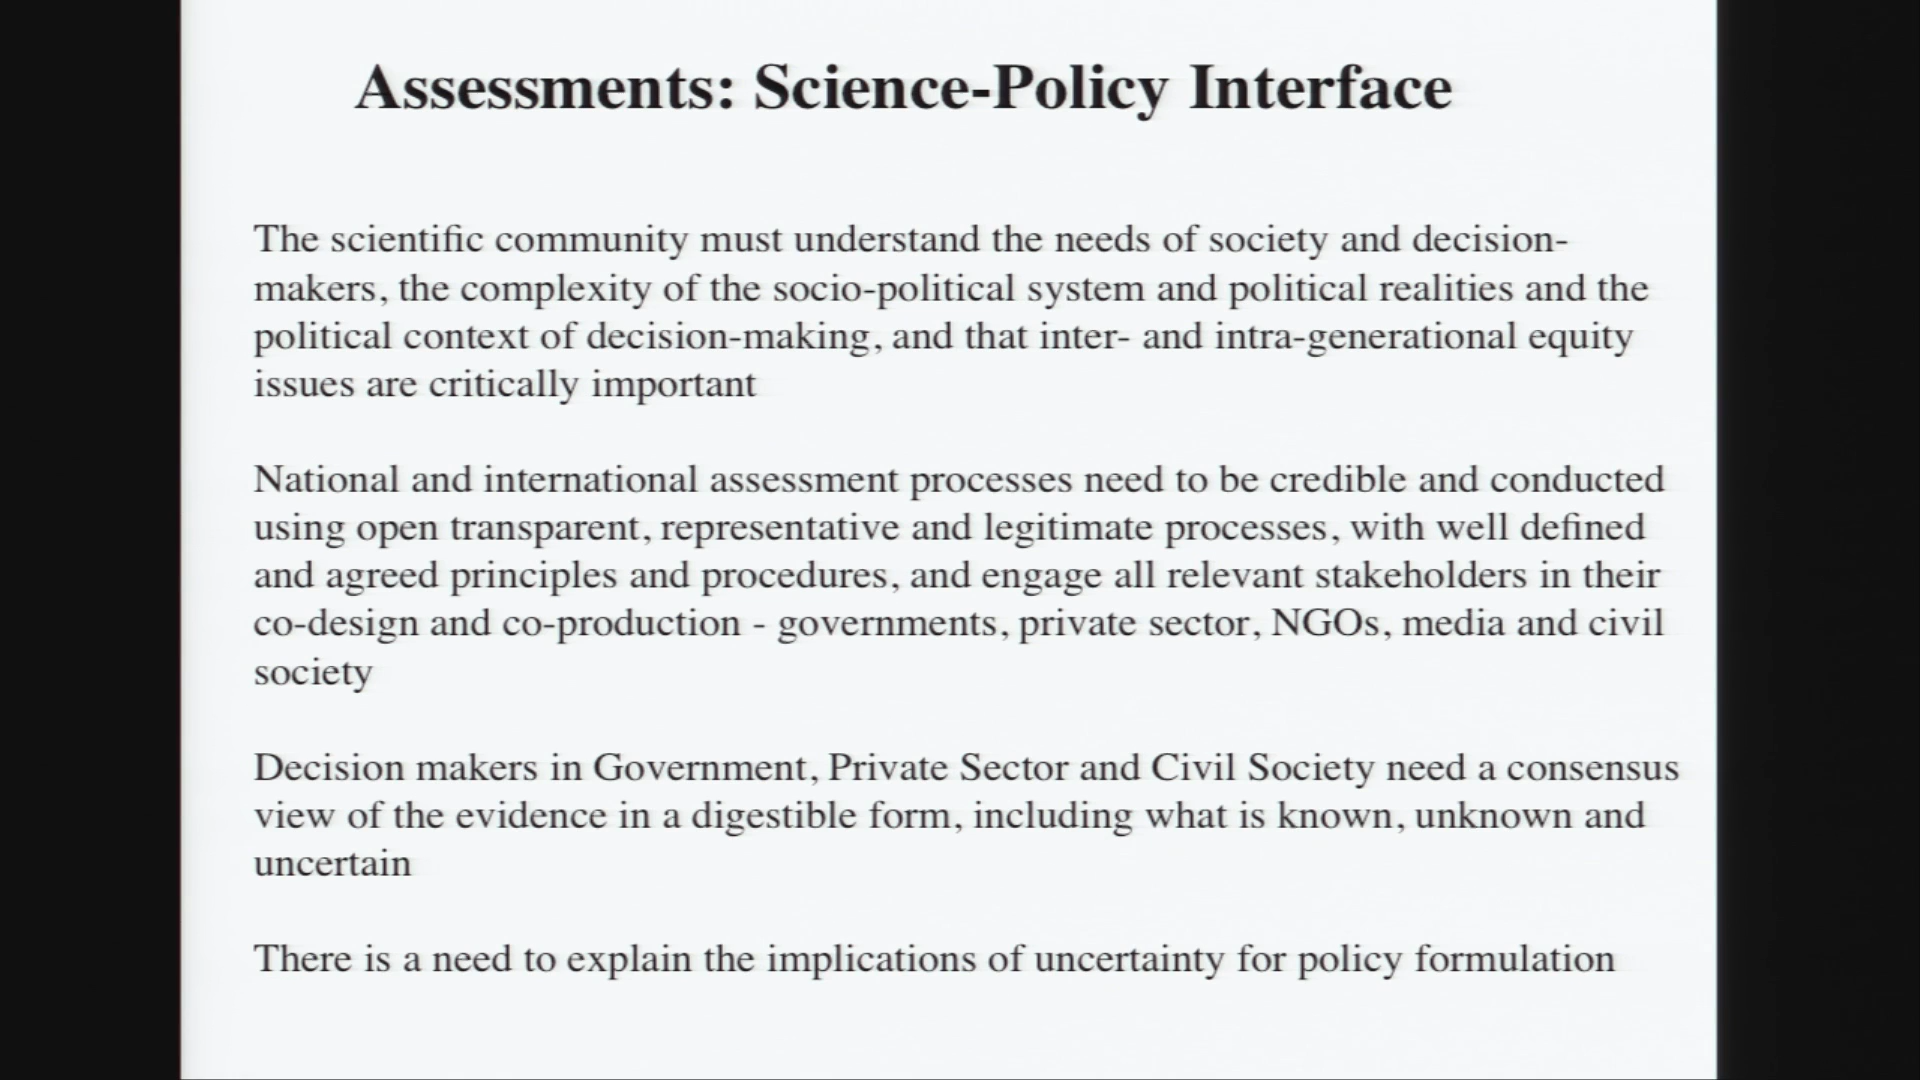 Assessments: Science-Policy Interface
The scientific community must understand the needs of society and decision-
makers, the complexity of the socio-political system and political realities and the
political context of decision-making, and that inter- and intra-generational equity
issues are critically important
National and international assessment processes need to be credible and conducted
using open transparent, representative and legitimate processes, with well defined
and agreed principles and procedures, and engage all relevant stakeholders in their
co-design and co-production - governments, private sector, NGOs, media and civil
society
Decision makers in Government, Private Sector and Civil Society need a consensus
view of the evidence in a digestible form, including what is known, unknown and
uncertain
There is a need to explain the implications of uncertainty for policy formulation